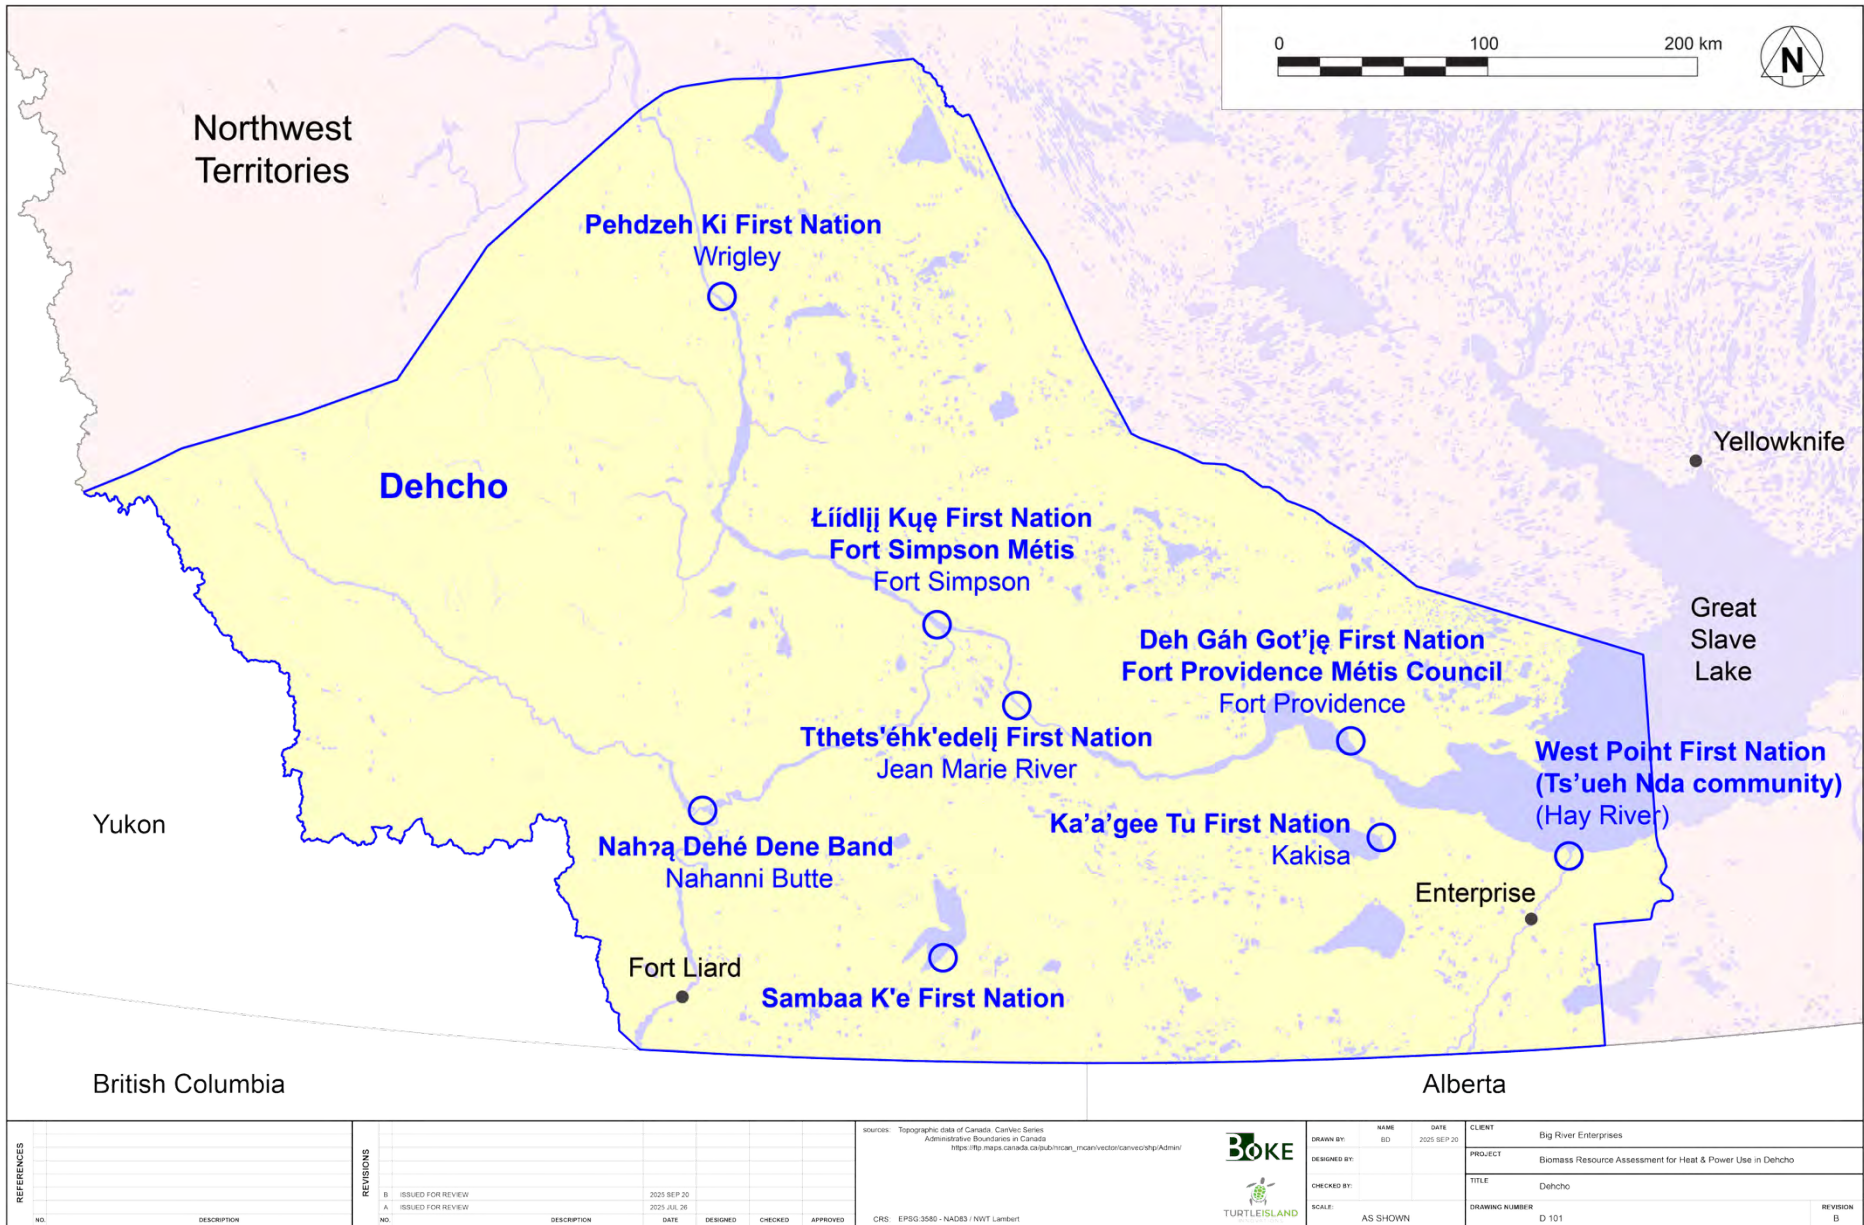 0 100 200 km
N
Northwest
Territories
Pehdzeh Ki First Nation
Wrigley
Yellowknife
Dehcho
Łíídlįį Kųę First Nation
Fort Simpson Métis
Fort Simpson
Great
Slave
Lake
Deh Gáh Got’įę First Nation
Fort Providence Métis Council
Fort Providence
Tthets'éhk'edelį First Nation
Jean Marie River
West Point First Nation
(Ts’ueh Nda community)
(Hay River)
Yukon
Ka’a’gee Tu First Nation
Kakisa
Nahɂą Dehé Dene Band
Nahanni Butte
Enterprise
Fort Liard
Sambaa K'e First Nation
British Columbia
Alberta
REFERENCES
NO. DESCRIPTION
REVISIONS
B ISSUED FOR REVIEW 2025 SEP 20
A ISSUED FOR REVIEW 2025 JUL 26
NO. DESCRIPTION DATE DESIGNED CHECKED APPROVED
sources: Topographic data of Canada, CanVec Series
Administrative Boundaries in Canada
CRS: EPSG:3580 - NAD83 / NWT Lambert
BOKE
TURTLEISLAND
NAME DATE
DRAWN BY: BD 2025 SEP 20
DESIGNED BY:
CHECKED BY:
SCALE: AS SHOWN
CLIENT Big River Enterprises
PROJECT Biomass Resource Assessment for Heat & Power Use in Dehcho
TITLE Dehcho
DRAWING NUMBER D 101
REVISION B